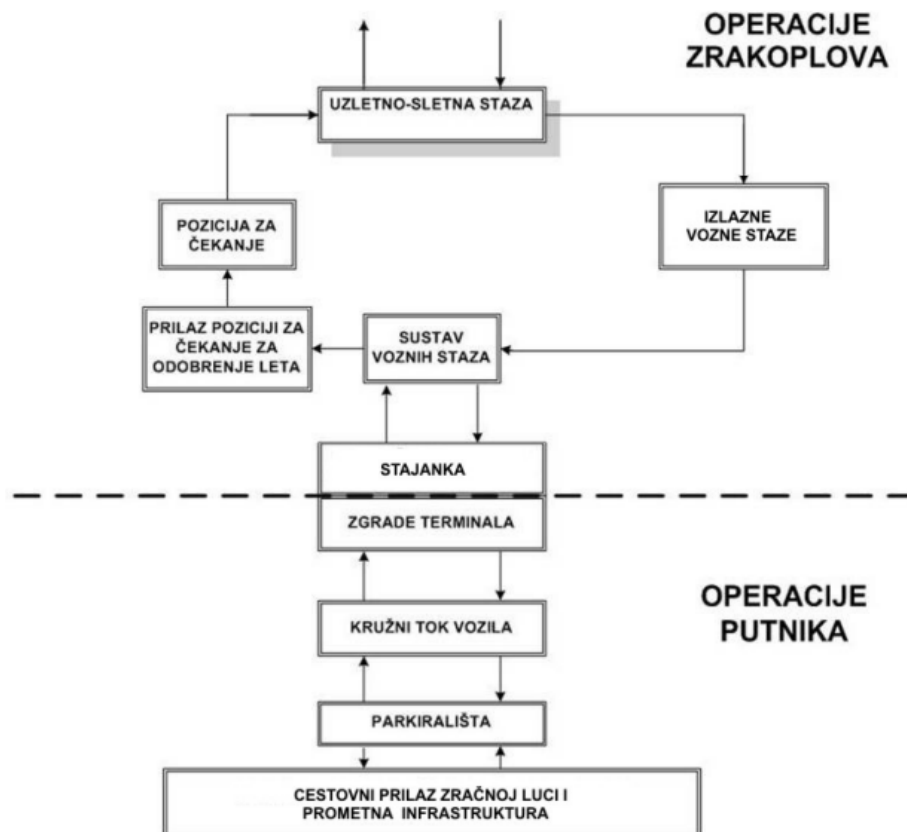 OPERACIJE
ZRAKOPLOVA
UZLETNO-SLETNA STAZA
POZICIJA ZA
ČEKANJE
IZLAZNE
VOZNE STAZE
PRILAZ POZICIJI ZA
ČEKANJE ZA
ODOBRENJE LETA
SUSTAV
VOZNIH STAZA
STAJANKA
ZGRADE TERMINALA
OPERACIJE
PUTNIKA
KRUŽNI TOK VOZILA
PARKIRALIŠTA
CESTOVNI PRILAZ ZRAČNOJ LUCI I
PROMETNA INFRASTRUKTURA